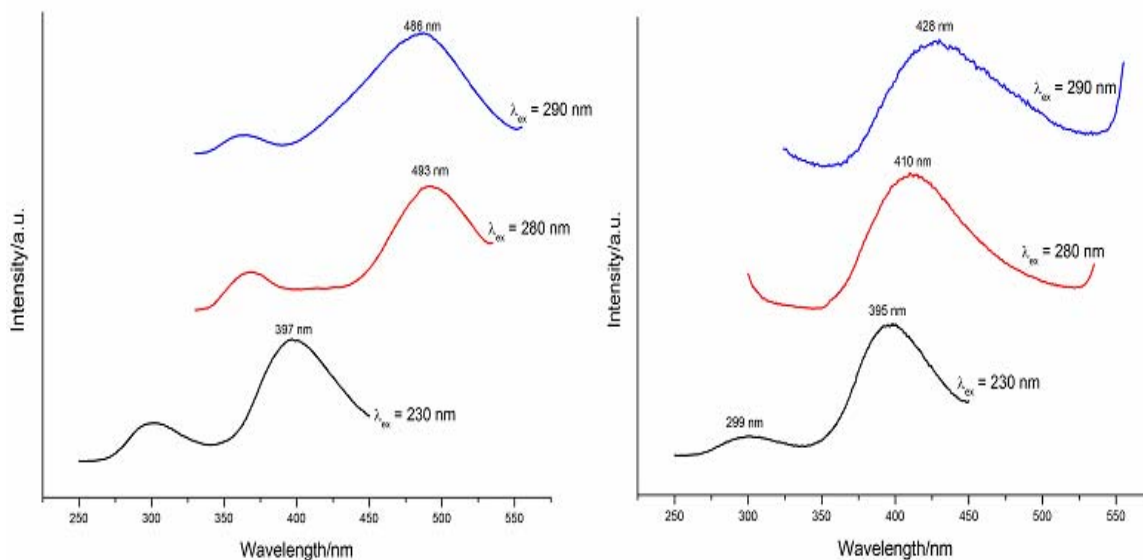 486 nm
λex = 290 nm
493 nm
λex = 280 nm
397 nm
λex = 230 nm
Intensity/a.u.
250 300 350 400 450 500 550
Wavelength/nm
428 nm
λex = 290 nm
410 nm
λex = 280 nm
395 nm
299 nm
λex = 230 nm
Intensity/a.u.
250 300 350 400 450 500 550
Wavelength/nm